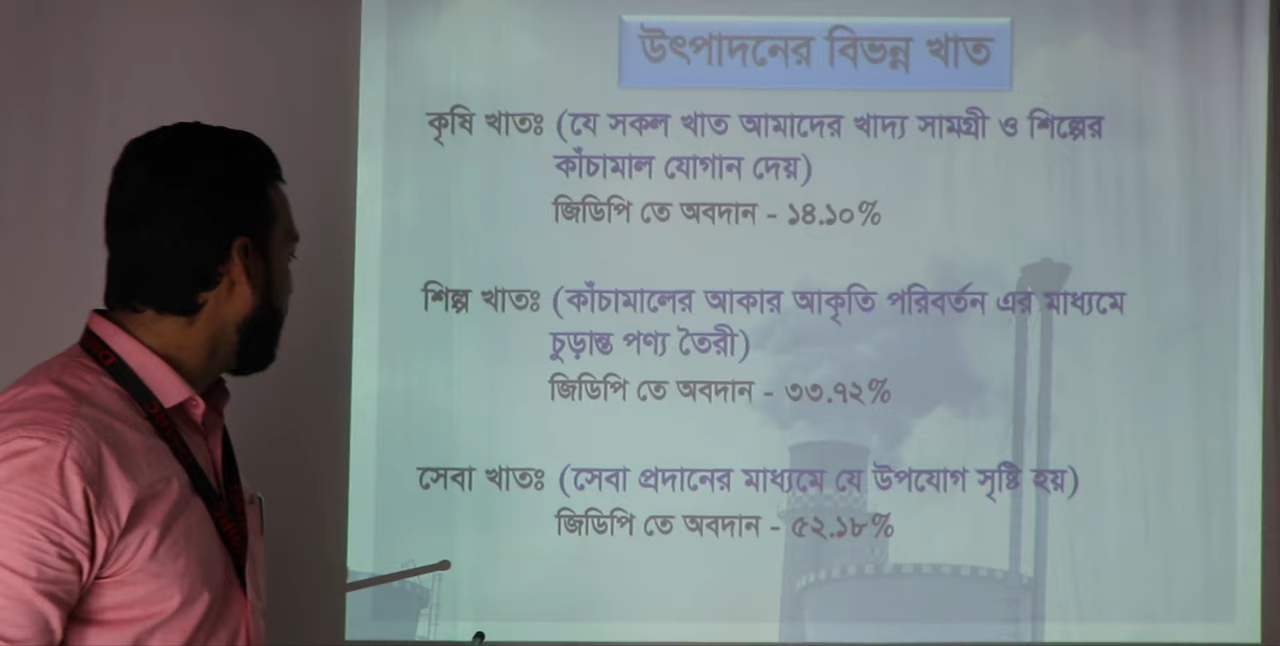 উৎপাদনের বিভন্ন খাত
কৃষি খাতঃ (যে সকল খাত আমাদের খাদ্য সামগ্রী ও শিল্পের
কাঁচামাল যোগান দেয়)
জিডিপি তে অবদান - ১৪.১০%
শিল্প খাতঃ (কাঁচামালের আকার আকৃতি পরিবর্তন এর মাধ্যমে
চুড়ান্ত পণ্য তৈরী)
জিডিপি তে অবদান - ৩৩.৭২%
সেবা খাতঃ (সেবা প্রদানের মাধ্যমে যে উপযোগ সৃষ্টি হয়)
জিডিপি তে অবদান - ৫২.১৮%